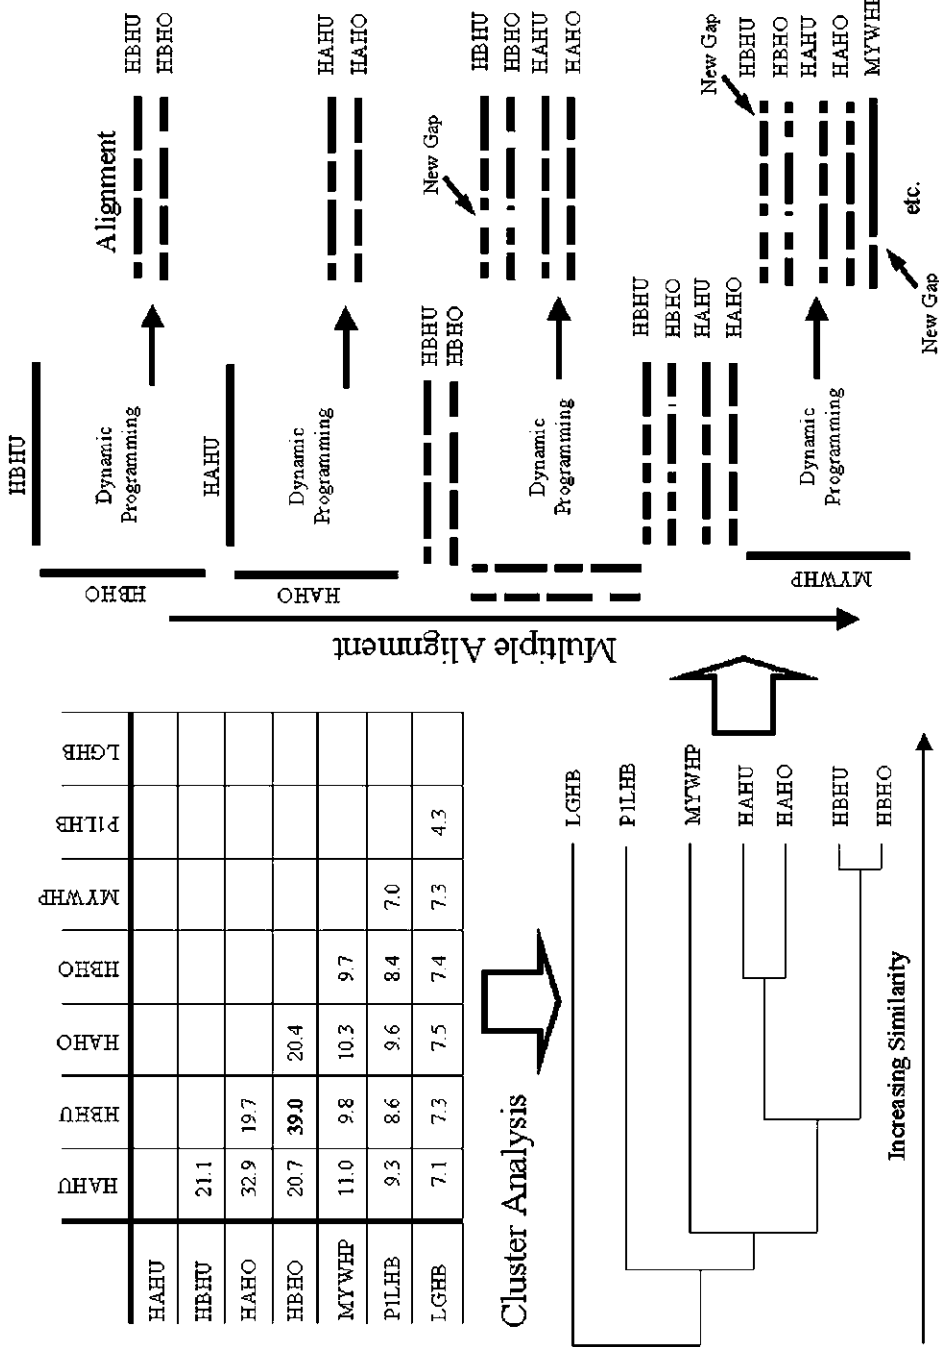 HAHU HBHU HAHO HBHO MYWHP P1LHB LGHB
HAHU
HBHU 21.1
HAHO 32.9 19.7
HBHO 20.7 39.0 20.4
MYWHP 11.0 9.8 10.3 9.7
P1LHB 9.3 8.6 9.6 8.4 7.0
LGHB 7.1 7.3 7.5 7.4 7.3 4.3
Cluster Analysis
LGHB
P1LHB
MYWHP
HAHU
HAHO
HBHU
HBHO
Increasing Similarity
Multiple Alignment
HBHU
HBHO
Dynamic
Programming
Alignment
HBHU
HBHO
HAHU
HAHO
Dynamic
Programming
HAHU
HAHO
HBHU
HBHO
Dynamic
Programming
New Gap
HBHU
HBHO
HAHU
HAHO
HBHU
HBHO
HAHU
HAHO
MYWHP
Dynamic
Programming
New Gap
HBHU
HBHO
HAHU
HAHO
MYWHP
New Gap
etc.